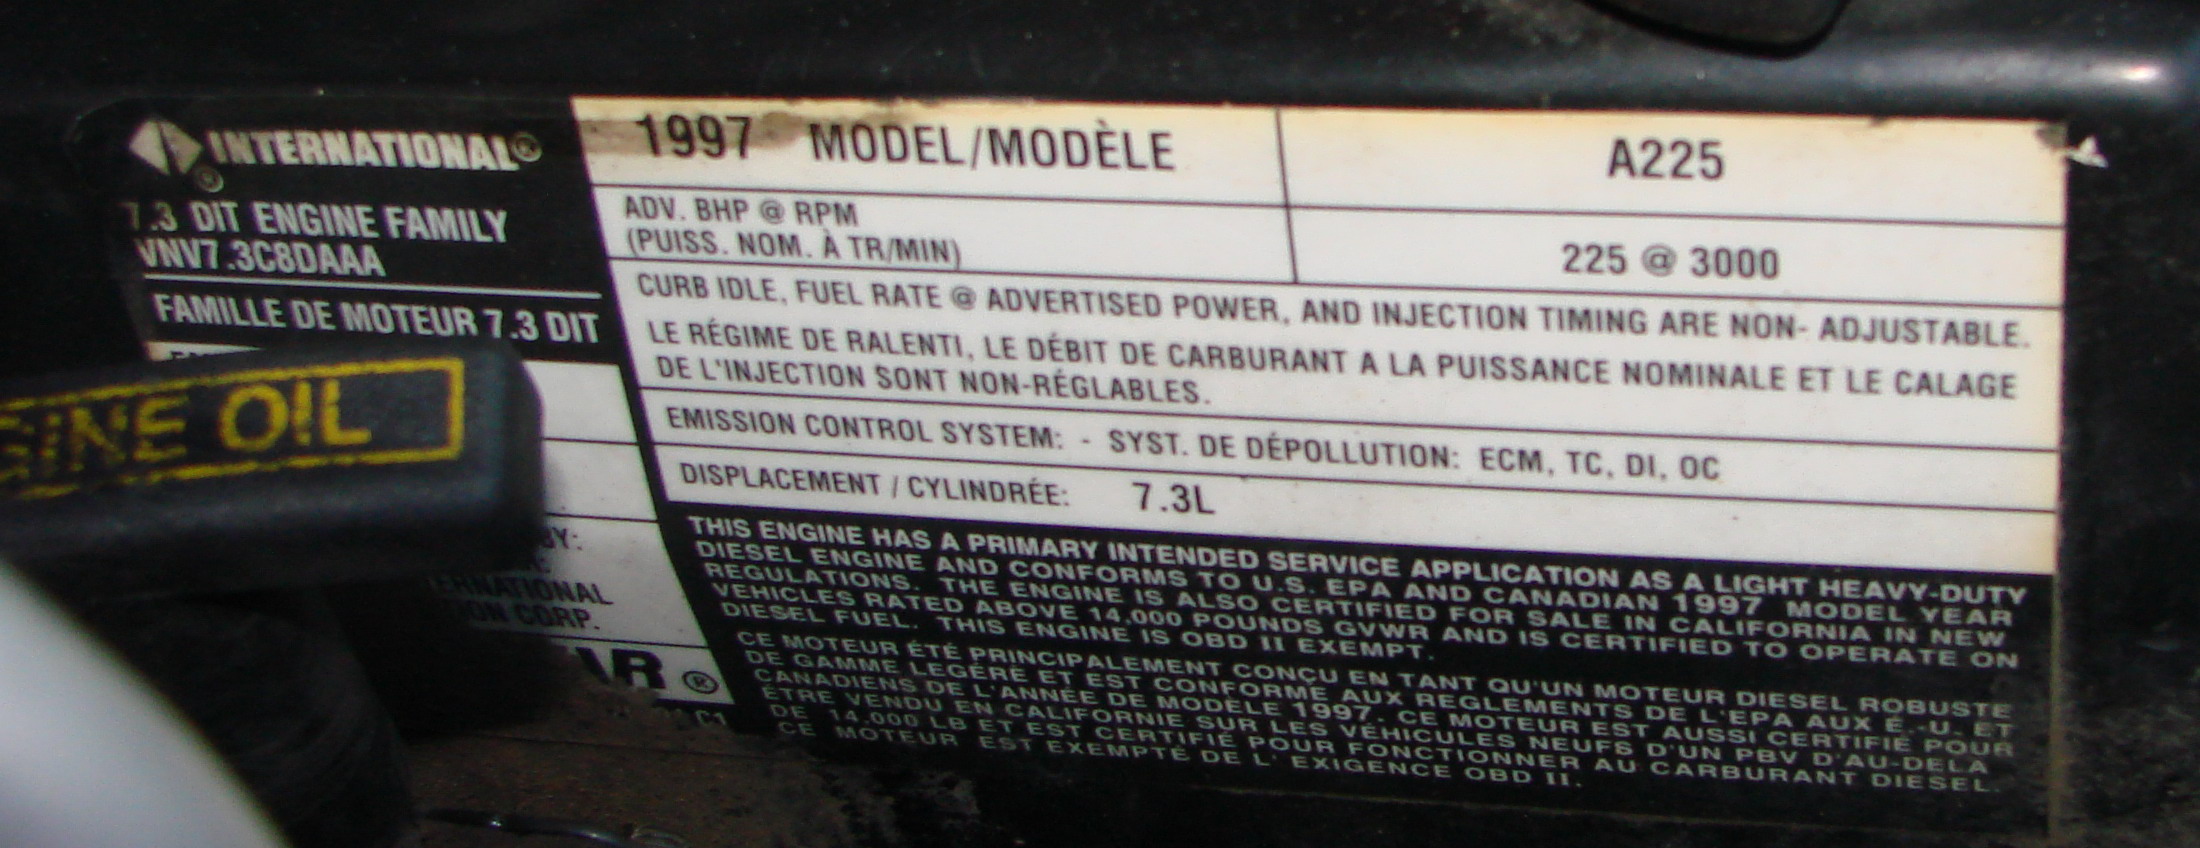 INTERNATIONAL®
®
7.3 DIT ENGINE FAMILY
VNV7.3C8DAAA
FAMILLE DE MOTEUR 7.3 DIT
OIL
BY:
CORP.
®
1997 MODEL/MODÈLE
A225
ADV. BHP @ RPM
(PUISS. NOM. À TR/MIN)
225 @ 3000
CURB IDLE, FUEL RATE @ ADVERTISED POWER, AND INJECTION TIMING ARE NON- ADJUSTABLE.
LE RÉGIME DE RALENTI, LE DÉBIT DE CARBURANT A LA PUISSANCE NOMINALE ET LE CALAGE
DE L'INJECTION SONT NON-RÉGLABLES.
EMISSION CONTROL SYSTEM: - SYST. DE DÉPOLLUTION: ECM, TC, DI, OC
DISPLACEMENT / CYLINDRÉE: 7.3L
THIS ENGINE HAS A PRIMARY INTENDED SERVICE APPLICATION AS A LIGHT HEAVY-DUTY
DIESEL ENGINE AND CONFORMS TO U.S. EPA AND CANADIAN 1997 MODEL YEAR
REGULATIONS. THE ENGINE IS ALSO CERTIFIED FOR SALE IN CALIFORNIA IN NEW
VEHICLES RATED ABOVE 14,000 POUNDS GVWR AND IS CERTIFIED TO OPERATE ON
DIESEL FUEL. THIS ENGINE IS OBD II EXEMPT.
CE MOTEUR ÉTÉ PRINCIPALEMENT CONÇU EN TANT QU'UN MOTEUR DIESEL ROBUSTE
DE GAMME LEGÉRE ET EST CONFORME AUX REGLEMENTS DE L'EPA AUX É.-U. ET
CANADIENS DE L'ANNÉE DE MODÈLE 1997. CE MOTEUR EST AUSSI CERTIFIÉ POUR
ÉTRE VENDU EN CALIFORNIE SUR LES VÉHICULES NEUFS D'UN PBV D'AU-DELA
DE 14,000 LB ET EST CERTIFIÉ POUR FONCTIONNER AU CARBURANT DIESEL.
CE MOTEUR EST EXEMPTÉ DE L' EXIGENCE OBD II.